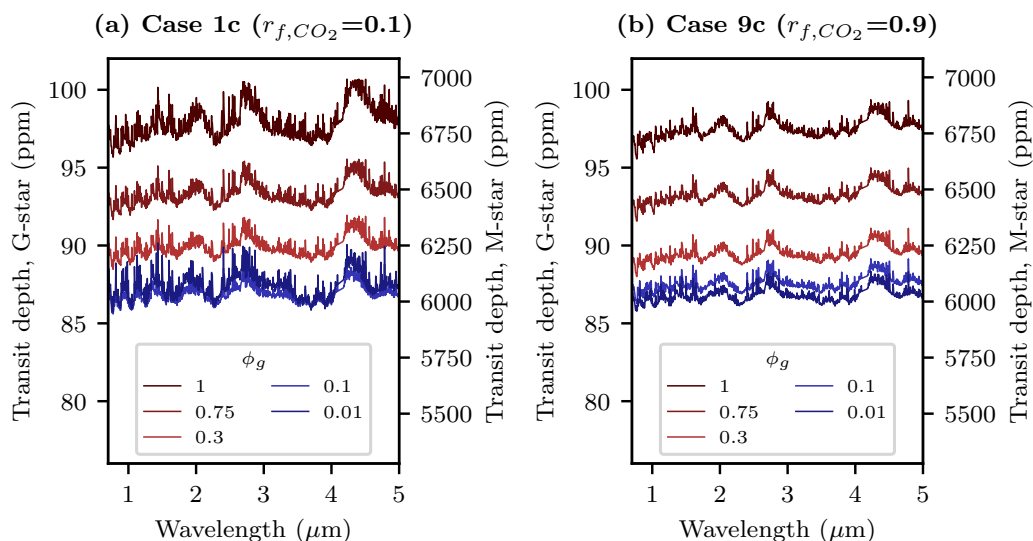 (a) Case 1c (r_{f,CO_2}=0.1)
Transit depth, G-star (ppm)
100
95
90
85
80
7000
6750
6500
6250
6000
5750
5500
Transit depth, M-star (ppm)
ϕ_g
1
0.75
0.3
0.1
0.01
1 2 3 4 5
Wavelength (μm)
(b) Case 9c (r_{f,CO_2}=0.9)
Transit depth, G-star (ppm)
100
95
90
85
80
7000
6750
6500
6250
6000
5750
5500
Transit depth, M-star (ppm)
ϕ_g
1
0.75
0.3
0.1
0.01
1 2 3 4 5
Wavelength (μm)